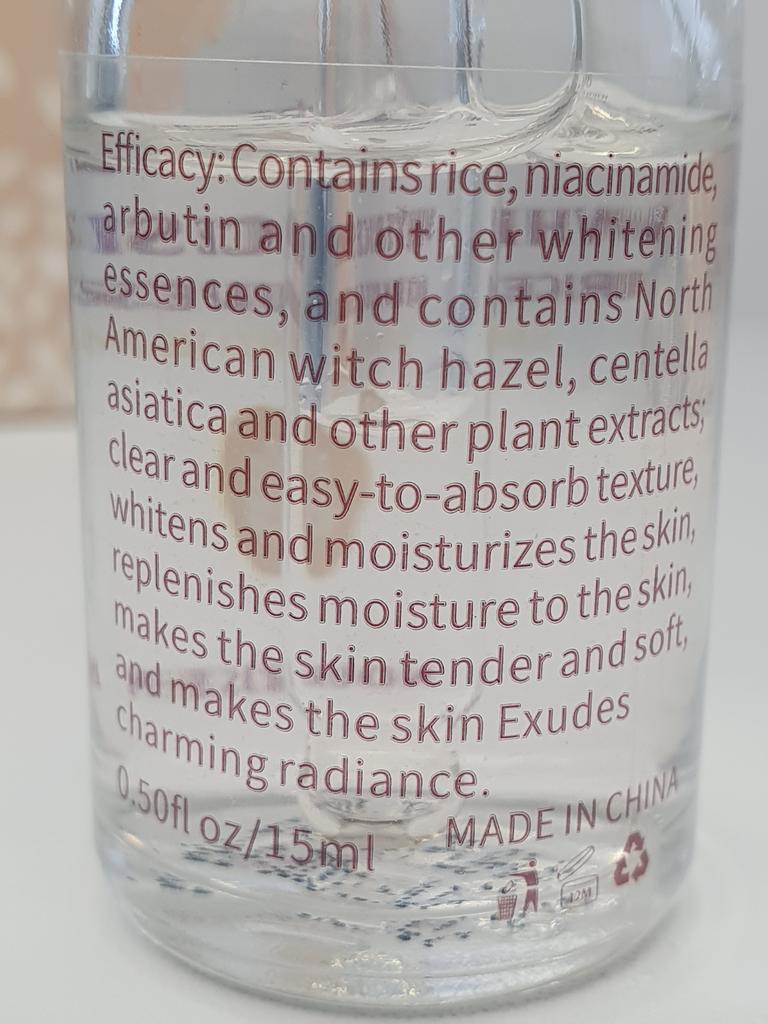 Efficacy: Contains rice, niacinamide,
arbutin and other whitening
essences, and contains North
American witch hazel, centella
asiatica and other plant extracts;
clear and easy-to-absorb texture,
whitens and moisturizes the skin,
replenishes moisture to the skin,
makes the skin tender and soft,
and makes the skin Exudes
charming radiance.
0.50fl oz/15ml
MADE IN CHINA
12M